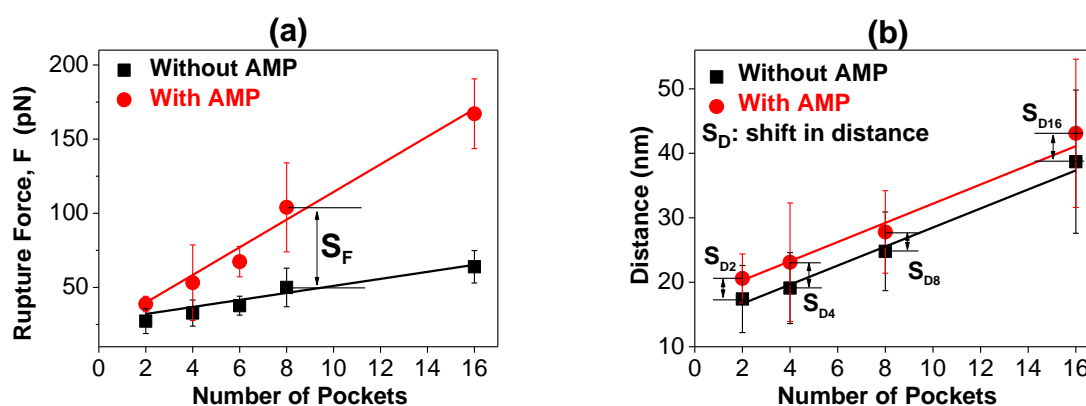 (a)
Rupture Force, F (pN)
200
150
100
50
Without AMP
With AMP
S_F
0 2 4 6 8 10 12 14 16
Number of Pockets
(b)
Distance (nm)
50
40
30
20
10
Without AMP
With AMP
S_D: shift in distance
S_D16
S_D2
S_D4
S_D8
0 2 4 6 8 10 12 14 16
Number of Pockets